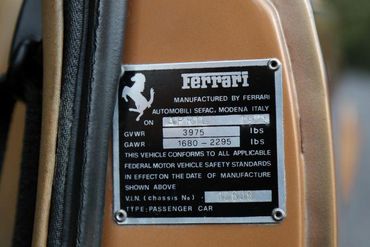 Ferrari
MANUFACTURED BY FERRARI
AUTOMOBILI SEFAC. MODENA ITALY
ON APRIL
GVWR 3975 lbs
GAWR 1680-2295 lbs
THIS VEHICLE CONFORMS TO ALL APPLICABLE
FEDERAL MOTOR VEHICLE SAFETY STANDARDS
IN EFFECT ON THE DATE OF MANUFACTURE
SHOWN ABOVE
V.I.N. (chassis No)
TYPE: PASSENGER CAR